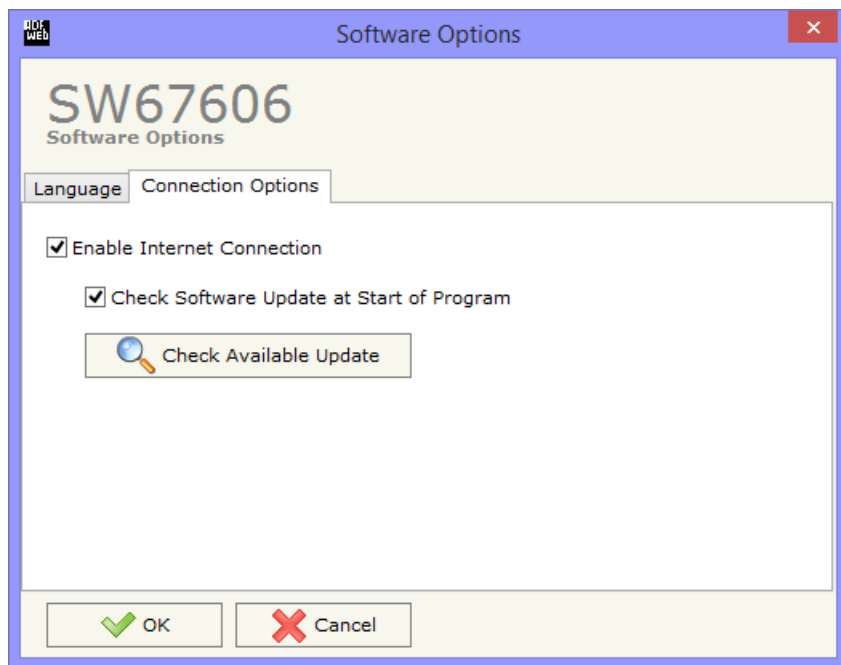 ADF
WEB
Software Options
SW67606
Software Options
Language
Connection Options
Enable Internet Connection
Check Software Update at Start of Program
Check Available Update
OK
Cancel